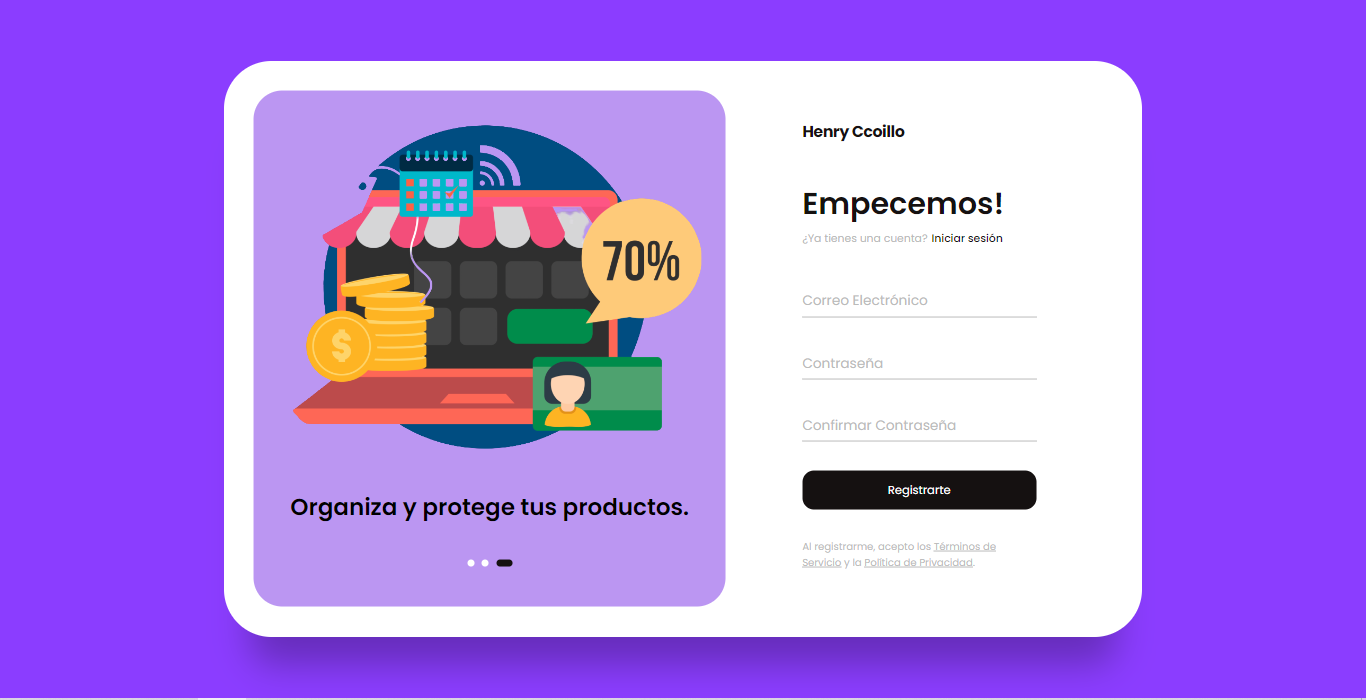 70%
$
Organiza y protege tus productos.
Henry Ccoillo
Empecemos!
¿Ya tienes una cuenta? Iniciar sesión
Correo Electrónico
Contraseña
Confirmar Contraseña
Registrarte
Al registrarme, acepto los Términos de
Servicio y la Política de Privacidad.